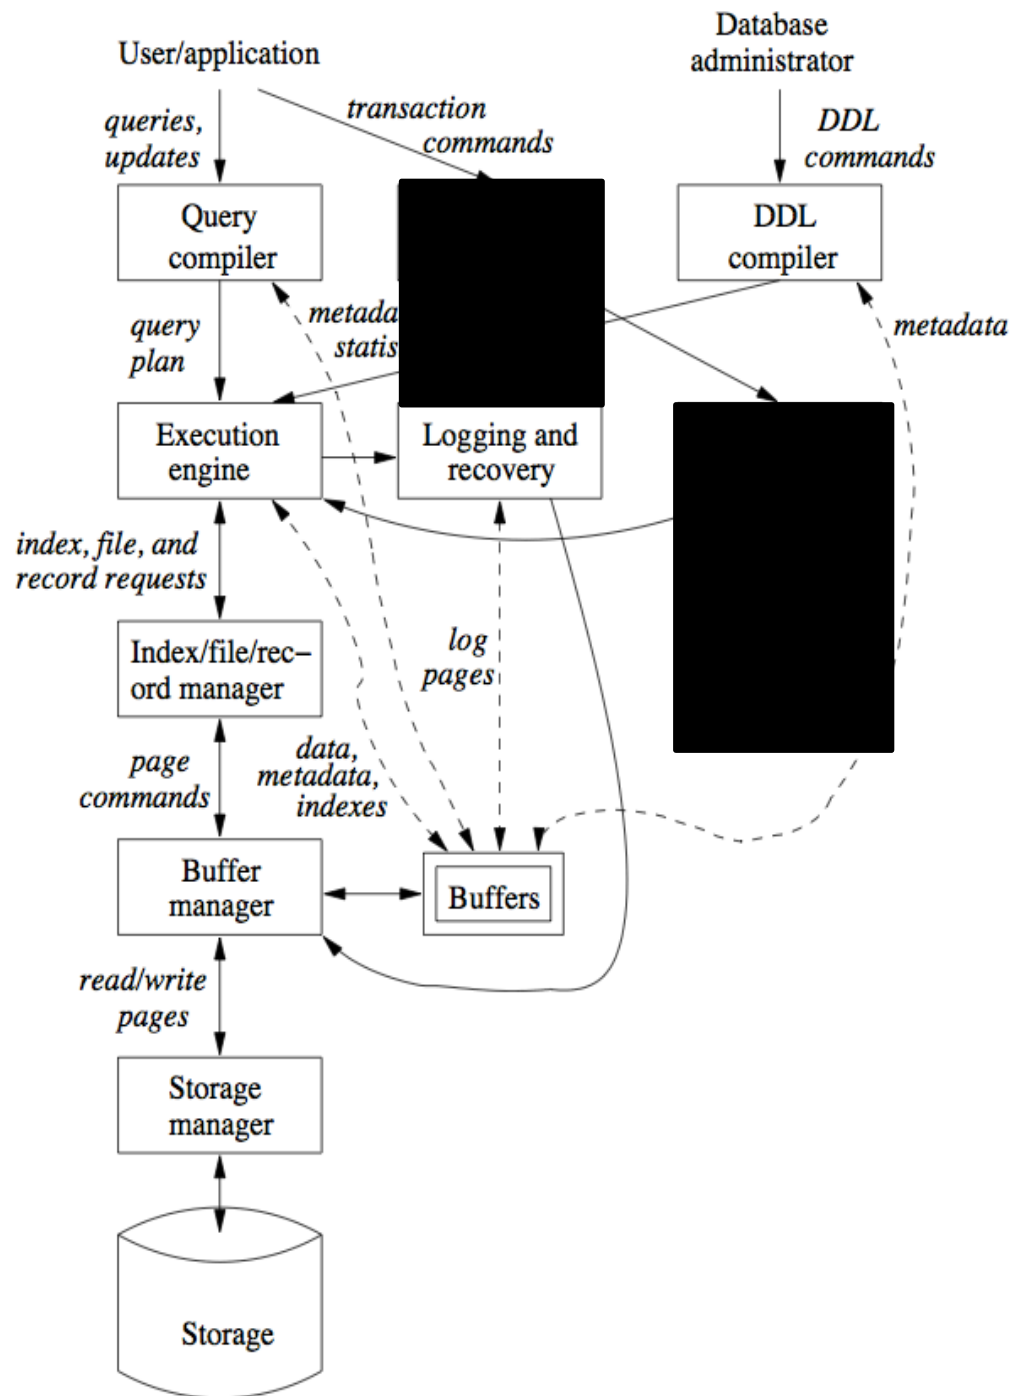 User/application
Database
administrator
queries,
updates
transaction
commands
DDL
commands
Query
compiler
DDL
compiler
query
plan
metada
statis
metadata
Execution
engine
Logging and
recovery
index, file, and
record requests
Index/file/rec–
ord manager
log
pages
page
commands
data,
metadata,
indexes
Buffer
manager
Buffers
read/write
pages
Storage
manager
Storage